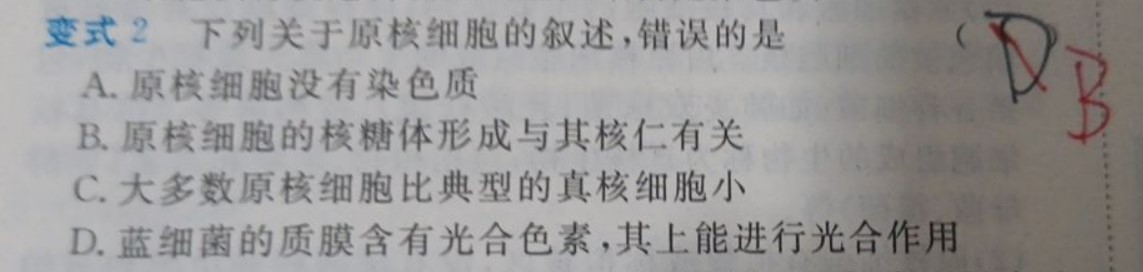 变式2 下列关于原核细胞的叙述,错误的是 ( D B
A. 原核细胞没有染色质
B. 原核细胞的核糖体形成与其核仁有关
C. 大多数原核细胞比典型的真核细胞小
D. 蓝细菌的质膜含有光合色素,其上能进行光合作用